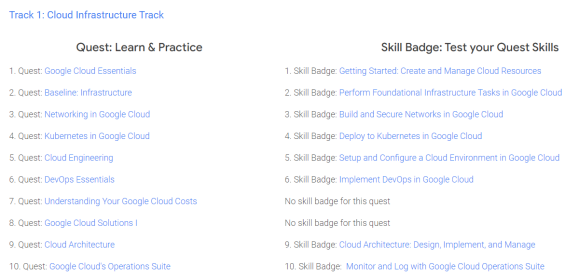 Track 1: Cloud Infrastructure Track
Quest: Learn & Practice
Skill Badge: Test your Quest Skills
1. Quest: Google Cloud Essentials
1. Skill Badge: Getting Started: Create and Manage Cloud Resources
2. Quest: Baseline: Infrastructure
2. Skill Badge: Perform Foundational Infrastructure Tasks in Google Cloud
3. Quest: Networking in Google Cloud
3. Skill Badge: Build and Secure Networks in Google Cloud
4. Quest: Kubernetes in Google Cloud
4. Skill Badge: Deploy to Kubernetes in Google Cloud
5. Quest: Cloud Engineering
5. Skill Badge: Setup and Configure a Cloud Environment in Google Cloud
6. Quest: DevOps Essentials
6. Skill Badge: Implement DevOps in Google Cloud
7. Quest: Understanding Your Google Cloud Costs
No skill badge for this quest
8. Quest: Google Cloud Solutions I
No skill badge for this quest
9. Quest: Cloud Architecture
9. Skill Badge: Cloud Architecture: Design, Implement, and Manage
10. Quest: Google Cloud's Operations Suite
10. Skill Badge: Monitor and Log with Google Cloud Operations Suite